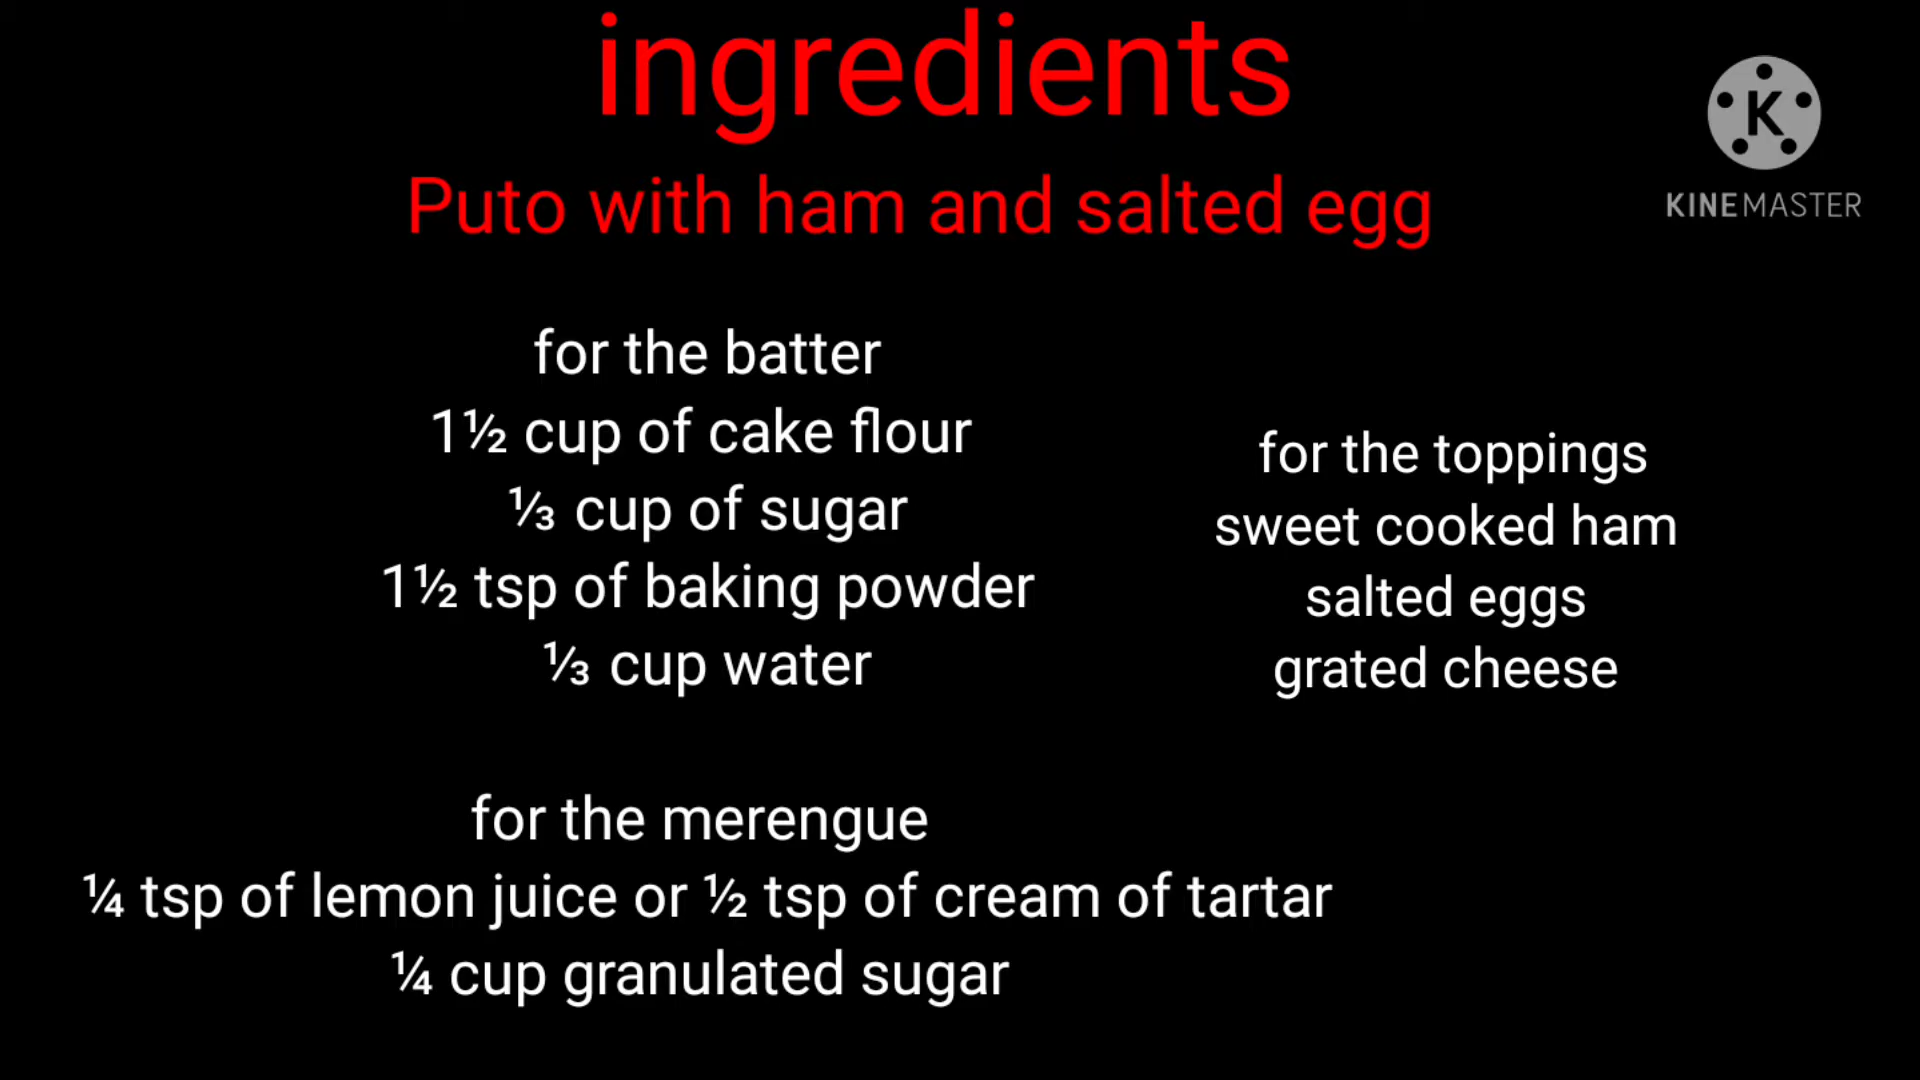 ingredients
Puto with ham and salted egg
for the batter
1½ cup of cake flour
⅓ cup of sugar
1½ tsp of baking powder
⅓ cup water
for the merengue
¼ tsp of lemon juice or ½ tsp of cream of tartar
¼ cup granulated sugar
for the toppings
sweet cooked ham
salted eggs
grated cheese
K
KINEMASTER